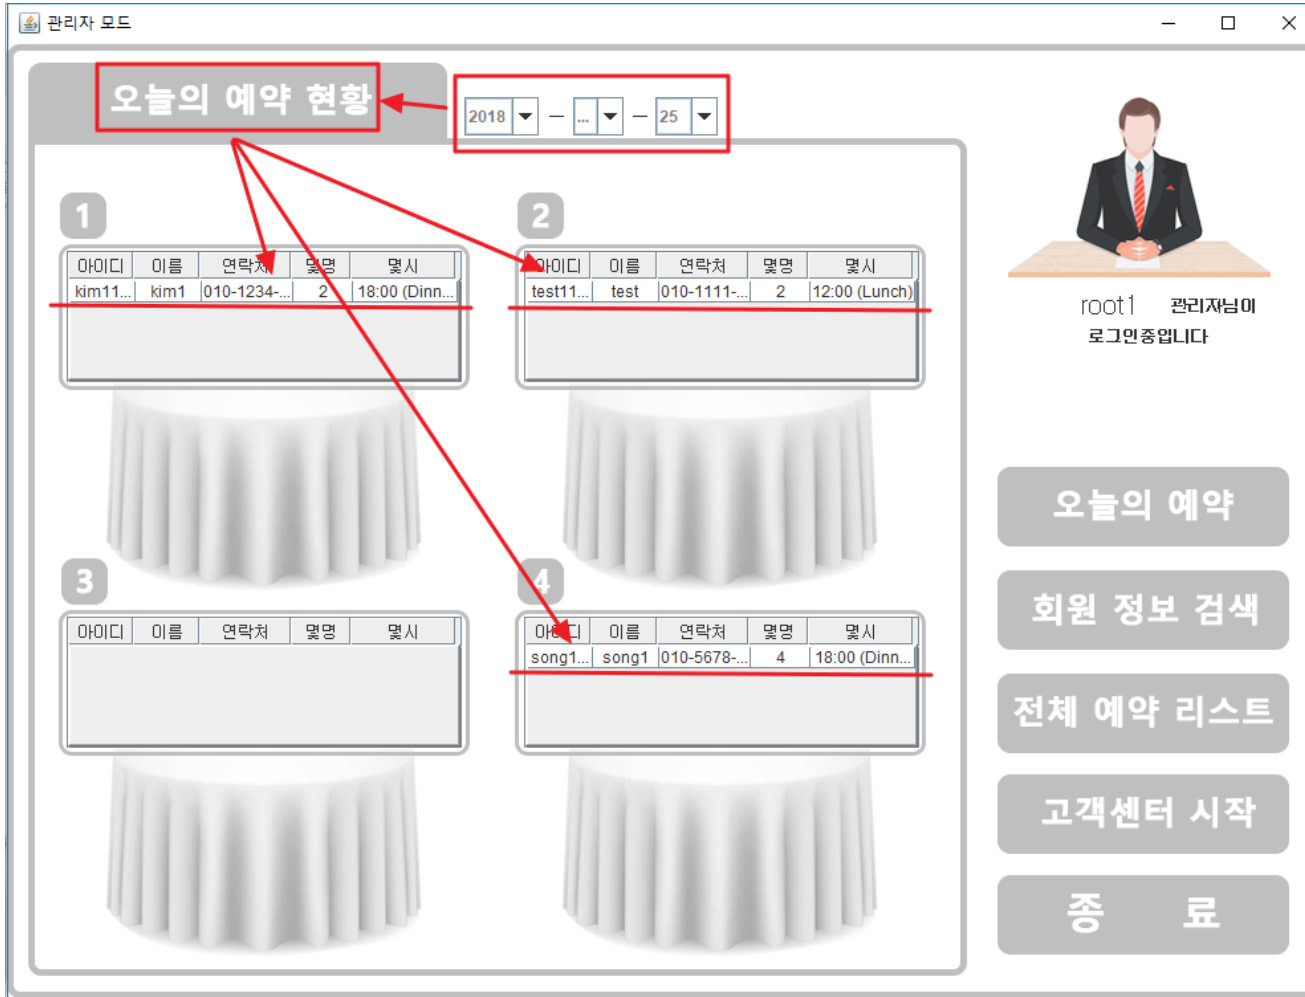 관리자 모드
오늘의 예약 현황
2018 — ... — 25
1
아이디 이름 연락처 몇명 몇시
kim11... kim1 010-1234-... 2 18:00 (Dinn...
2
아이디 이름 연락처 몇명 몇시
test11... test 010-1111-... 2 12:00 (Lunch)
3
아이디 이름 연락처 몇명 몇시
4
아이디 이름 연락처 몇명 몇시
song1... song1 010-5678-... 4 18:00 (Dinn...
root1 관리자님이
로그인중입니다
오늘의 예약
회원 정보 검색
전체 예약 리스트
고객센터 시작
종 료